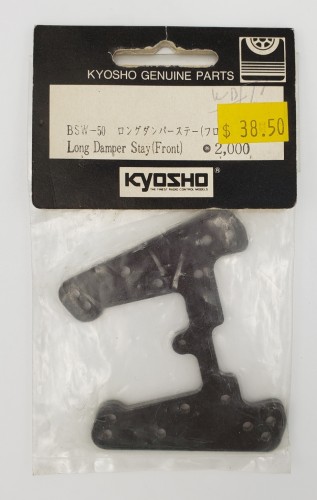 KYOSHO GENUINE PARTS
BSW-50 ロングダンパーステー(フロ
$ 38.50
Long Damper Stay(Front) 2,000
KYOSHO®
THE FINEST RADIO CONTROL MODELS